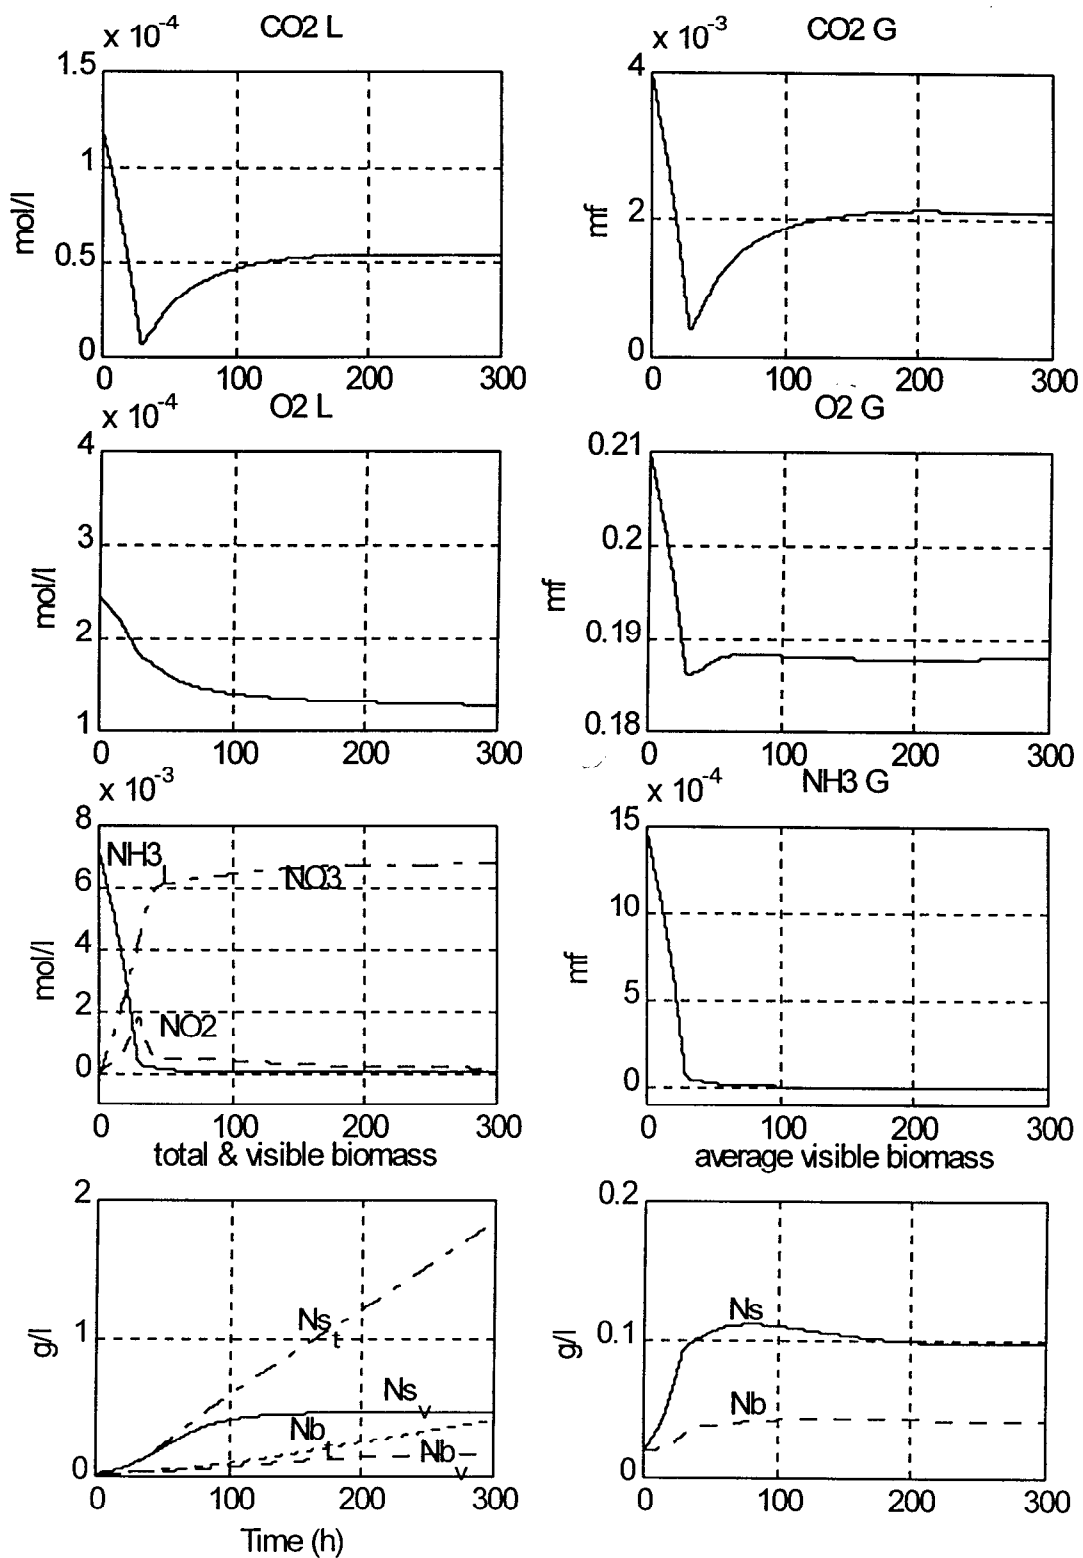 CO2 L
x 10-4
1.5
1
0.5
0
mol/l
0 100 200 300
CO2 G
x 10-3
4
2
0
mf
0 100 200 300
O2 L
x 10-4
4
3
2
1
mol/l
0 100 200 300
O2 G
0.21
0.2
0.19
0.18
mf
0 100 200 300
x 10-3
8
6
4
2
0
mol/l
NH3l
NO3
NO2
0 100 200 300
NH3 G
x 10-4
15
10
5
0
mf
0 100 200 300
total & visible biomass
2
1
0
g/l
Nst
Nsv
Nbt
Nbv
0 100 200 300
Time (h)
average visible biomass
0.2
0.1
0
g/l
Ns
Nb
0 100 200 300